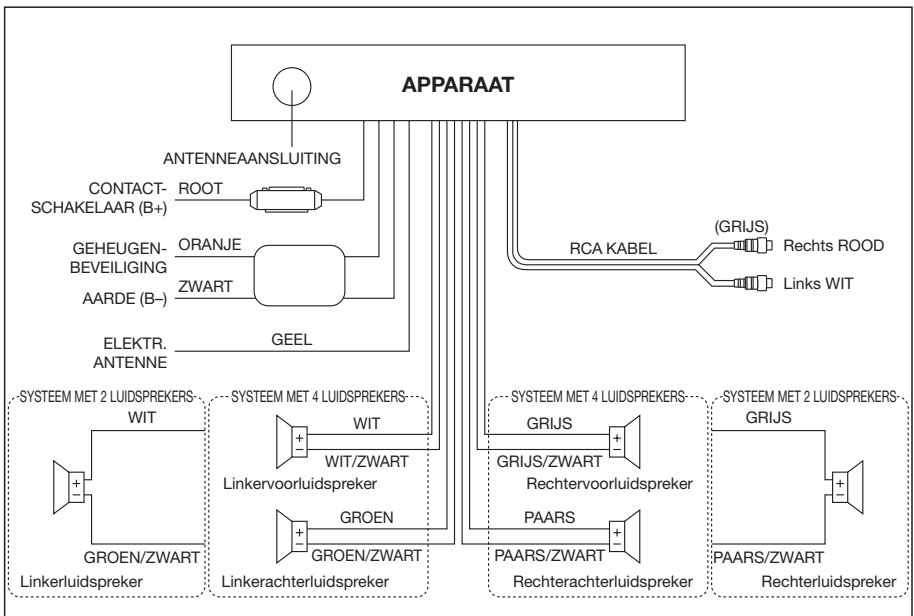 APPARAAT
ANTENNEAANSLUITING
CONTACT-
SCHAKELAAR (B+)
ROOT
GEHEUGEN-
BEVEILIGING
ORANJE
AARDE (B–)
ZWART
ELEKTR.
ANTENNE
GEEL
RCA KABEL
(GRIJS)
Rechts ROOD
Links WIT
SYSTEEM MET 2 LUIDSPREKERS
WIT
+
–
GROEN/ZWART
Linkerluidspreker
SYSTEEM MET 4 LUIDSPREKERS
+
–
WIT
WIT/ZWART
Linkervoorluidspreker
+
–
GROEN
GROEN/ZWART
Linkerachterluidspreker
SYSTEEM MET 4 LUIDSPREKERS
GRIJS
GRIJS/ZWART
+
–
Rechtervoorluidspreker
PAARS
PAARS/ZWART
+
–
Rechterachterluidspreker
SYSTEEM MET 2 LUIDSPREKERS
GRIJS
+
–
PAARS/ZWART
Rechterluidspreker